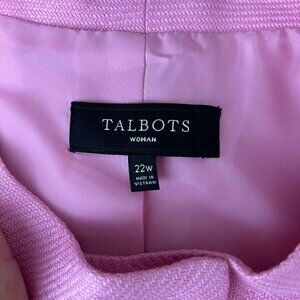 TALBOTS
WOMAN
22W
MADE IN
VIETNAM